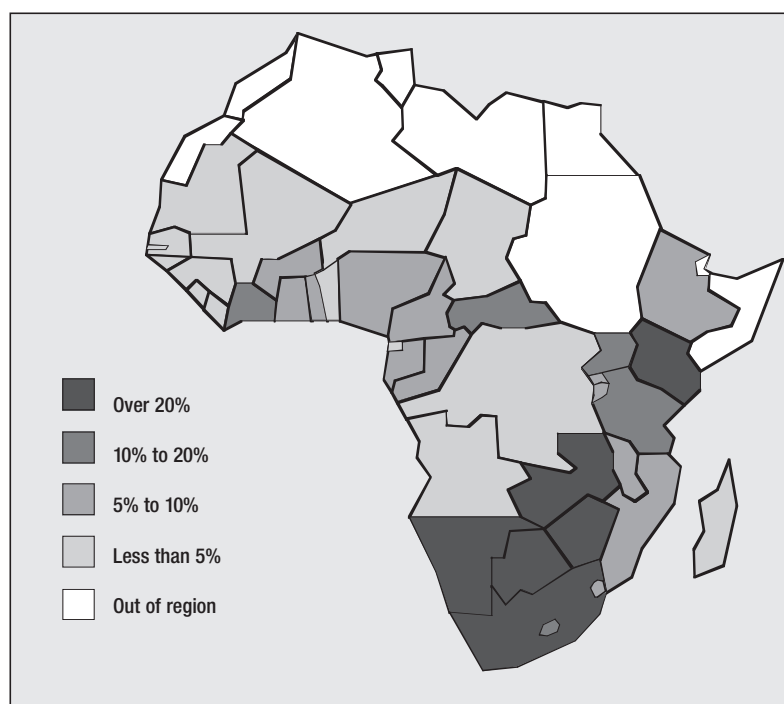 Over 20%
10% to 20%
5% to 10%
Less than 5%
Out of region